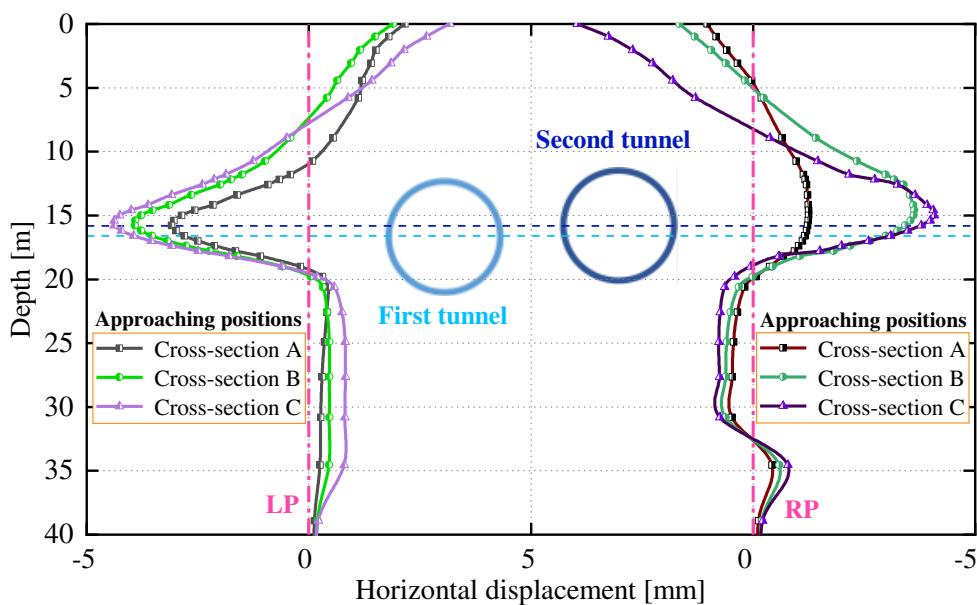 0
5
10
15
20
25
30
35
40
Depth [m]
Second tunnel
First tunnel
Approaching positions
Cross-section A
Cross-section B
Cross-section C
Approaching positions
Cross-section A
Cross-section B
Cross-section C
LP
RP
-5
0
5
0
-5
Horizontal displacement [mm]